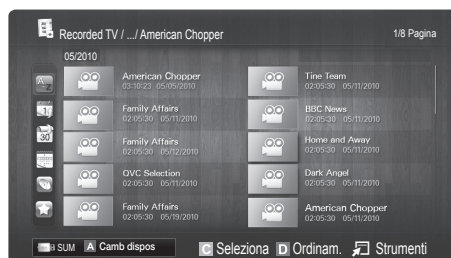 Recorded TV / .../ American Chopper
1/8 Pagina
05/2010
American Chopper
03:10:23 05/05/2010
Tine Team
02:05:30 05/11/2010
Family Affairs
02:05:30 05/11/2010
BBC News
02:05:30 05/11/2010
Family Affairs
02:05:30 05/12/2010
Home and Away
02:05:30 05/11/2010
QVC Selection
02:05:30 05/11/2010
Dark Angel
02:05:30 05/11/2010
Family Affairs
02:05:30 05/19/2010
American Chopper
02:05:30 05/11/2010
A Z
1
30
a SUM A Camb dispos C Seleziona D Ordinam. Strumenti